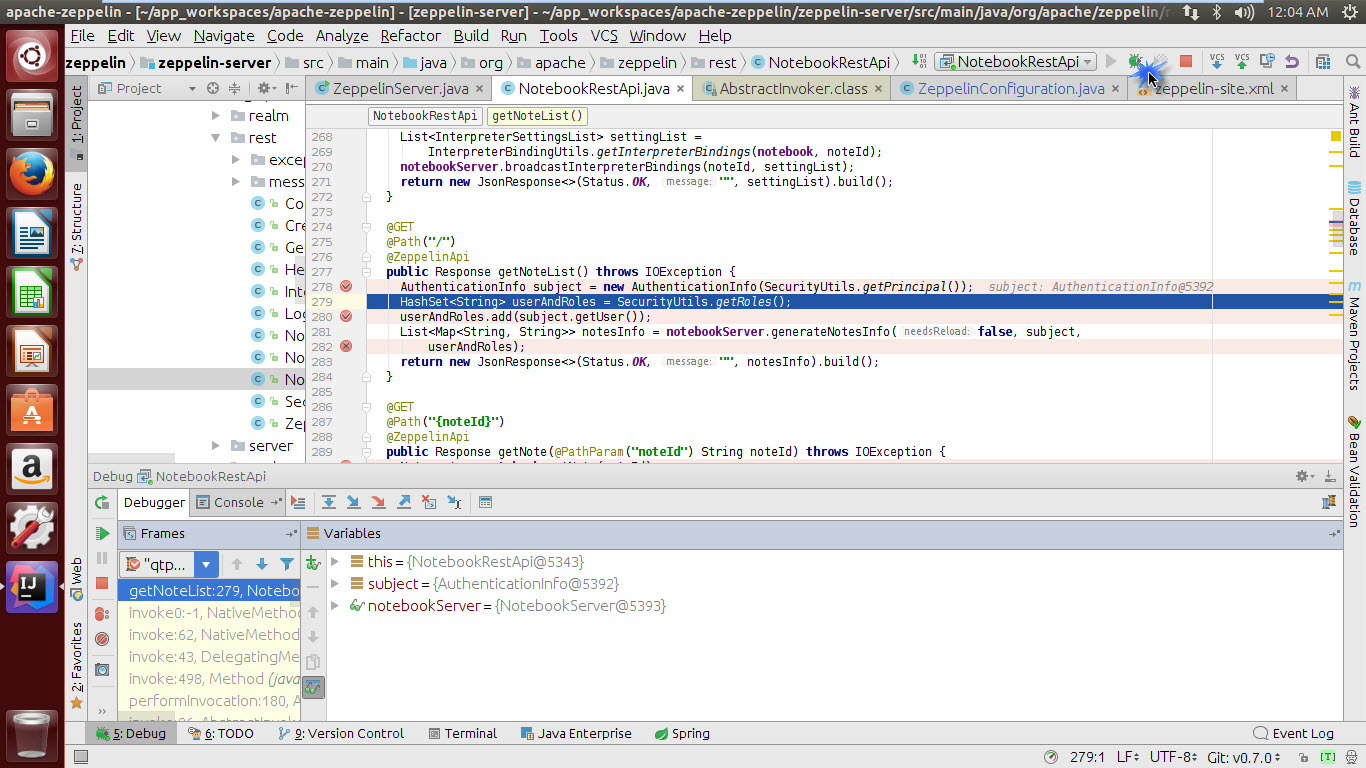 apache-zeppelin - [~/app_workspaces/apache-zeppelin] - [zeppelin-server] - ~/app_workspaces/apache-zeppelin/zeppelin-server/src/main/java/org/apache/zeppelin/ 12:04 AM
File Edit View Navigate Code Analyze Refactor Build Run Tools VCS Window Help
zeppelin zeppelin-server src main java org apache zeppelin rest NotebookRestApi NotebookRestApi VCS VCS
Project ZeppelinServer.java NotebookRestApi.java AbstractInvoker.class ZeppelinConfiguration.java zeppelin-site.xml
NotebookRestApi getNoteList()
realm
rest
excep
mess
Co
Cre
Ge
He
Int
Log
No
No
No
Sec
Zep
server
268 List<InterpreterSettingsList> settingList =
269 InterpreterBindingUtils.getInterpreterBindings(notebook, noteId);
270 notebookServer.broadcastInterpreterBindings(noteId, settingList);
271 return new JsonResponse<>(Status.OK, message: "", settingList).build();
272 }
273
274 @GET
275 @Path("/")
276 @ZeppelinApi
277 public Response getNoteList() throws IOException {
278 AuthenticationInfo subject = new AuthenticationInfo(SecurityUtils.getPrincipal()); subject: AuthenticationInfo@5392
279 HashSet<String> userAndRoles = SecurityUtils.getRoles();
280 userAndRoles.add(subject.getUser());
281 List<Map<String, String>> notesInfo = notebookServer.generateNotesInfo( needsReload: false, subject,
282 userAndRoles);
283 return new JsonResponse<>(Status.OK, message: "", notesInfo).build();
284 }
285
286 @GET
287 @Path("{noteId}")
288 @ZeppelinApi
289 public Response getNote(@PathParam("noteId") String noteId) throws IOException {
1: Project
7: Structure
Web
2: Favorites
Ant Build
Database
Maven Projects
Bean Validation
Debug NotebookRestApi
Debugger Console
Frames Variables
"qtp...
getNoteList:279, Notebo
invoke0:-1, NativeMetho
invoke:62, NativeMethod
invoke:43, DelegatingMe
invoke:498, Method (java
performInvocation:180, A
this = {NotebookRestApi@5343}
subject = {AuthenticationInfo@5392}
notebookServer = {NotebookServer@5393}
5: Debug 6: TODO 9: Version Control Terminal Java Enterprise Spring Event Log
279:1 LF UTF-8 Git: v0.7.0 [T]